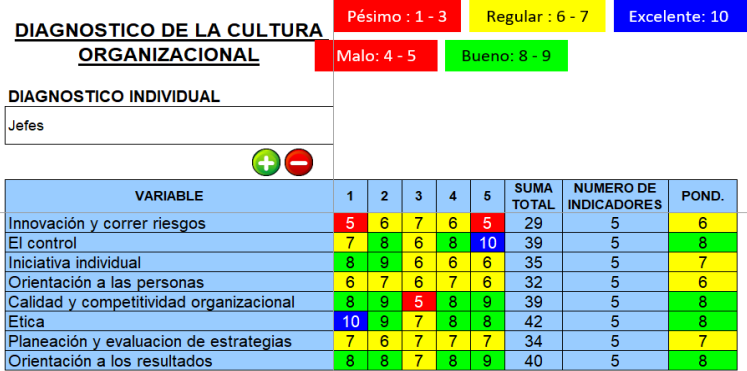 DIAGNOSTICO DE LA CULTURA
ORGANIZACIONAL
Pésimo : 1 - 3 Regular : 6 - 7 Excelente: 10
Malo: 4 - 5 Bueno: 8 - 9
DIAGNOSTICO INDIVIDUAL
Jefes
VARIABLE 1 2 3 4 5 SUMA TOTAL NUMERO DE INDICADORES POND.
Innovación y correr riesgos 5 6 7 6 5 29 5 6
El control 7 8 6 8 10 39 5 8
Iniciativa individual 8 9 6 6 6 35 5 7
Orientación a las personas 6 7 6 7 6 32 5 6
Calidad y competitividad organizacional 8 9 5 8 9 39 5 8
Etica 10 9 7 8 8 42 5 8
Planeación y evaluacion de estrategias 7 6 7 7 7 34 5 7
Orientación a los resultados 8 8 7 8 9 40 5 8